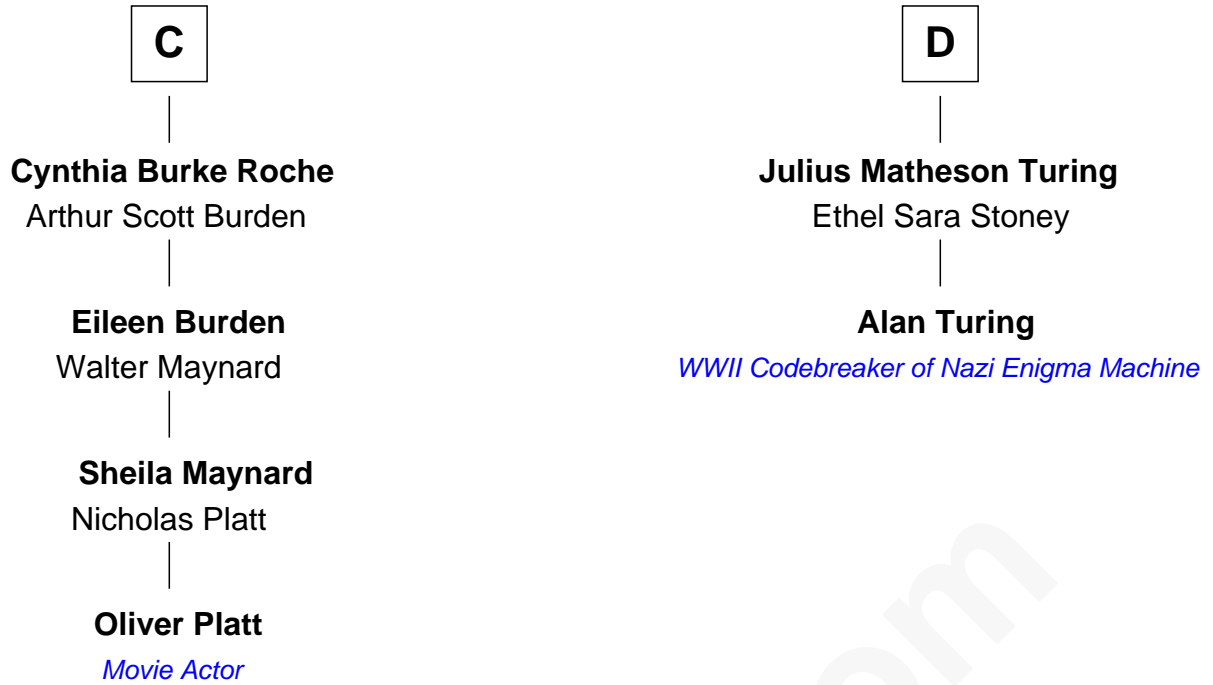 C
Cynthia Burke Roche
Arthur Scott Burden
Eileen Burden
Walter Maynard
Sheila Maynard
Nicholas Platt
Oliver Platt
Movie Actor
D
Julius Matheson Turing
Ethel Sara Stoney
Alan Turing
WWII Codebreaker of Nazi Enigma Machine
om